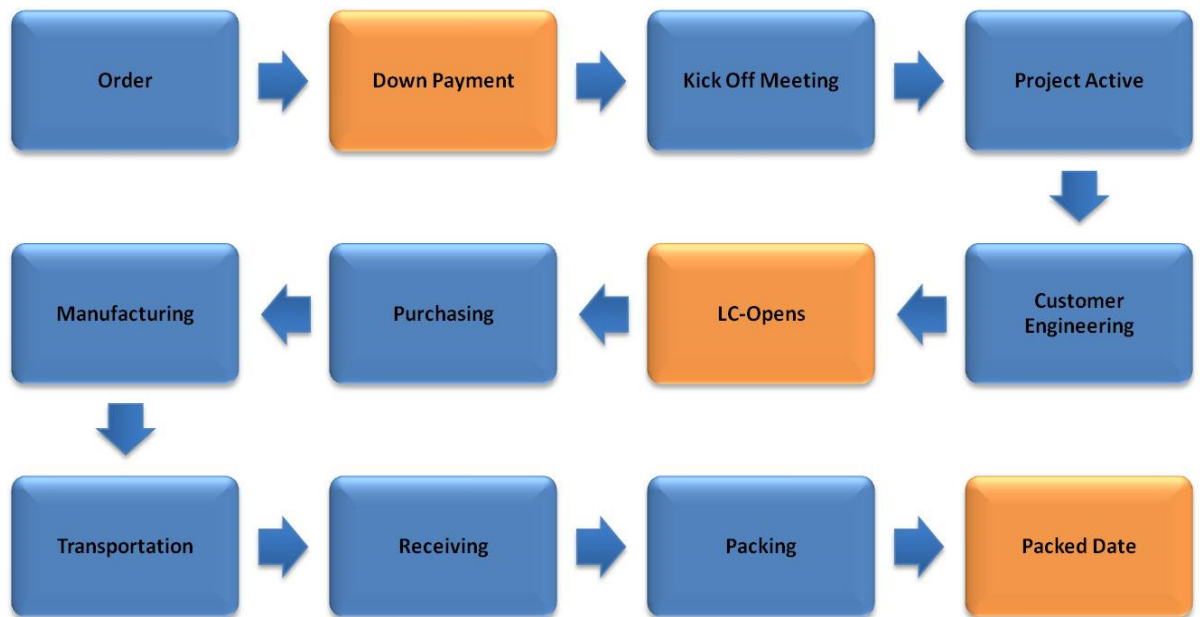 Order
Down Payment
Kick Off Meeting
Project Active
Customer
Engineering
LC-Opens
Purchasing
Manufacturing
Transportation
Receiving
Packing
Packed Date